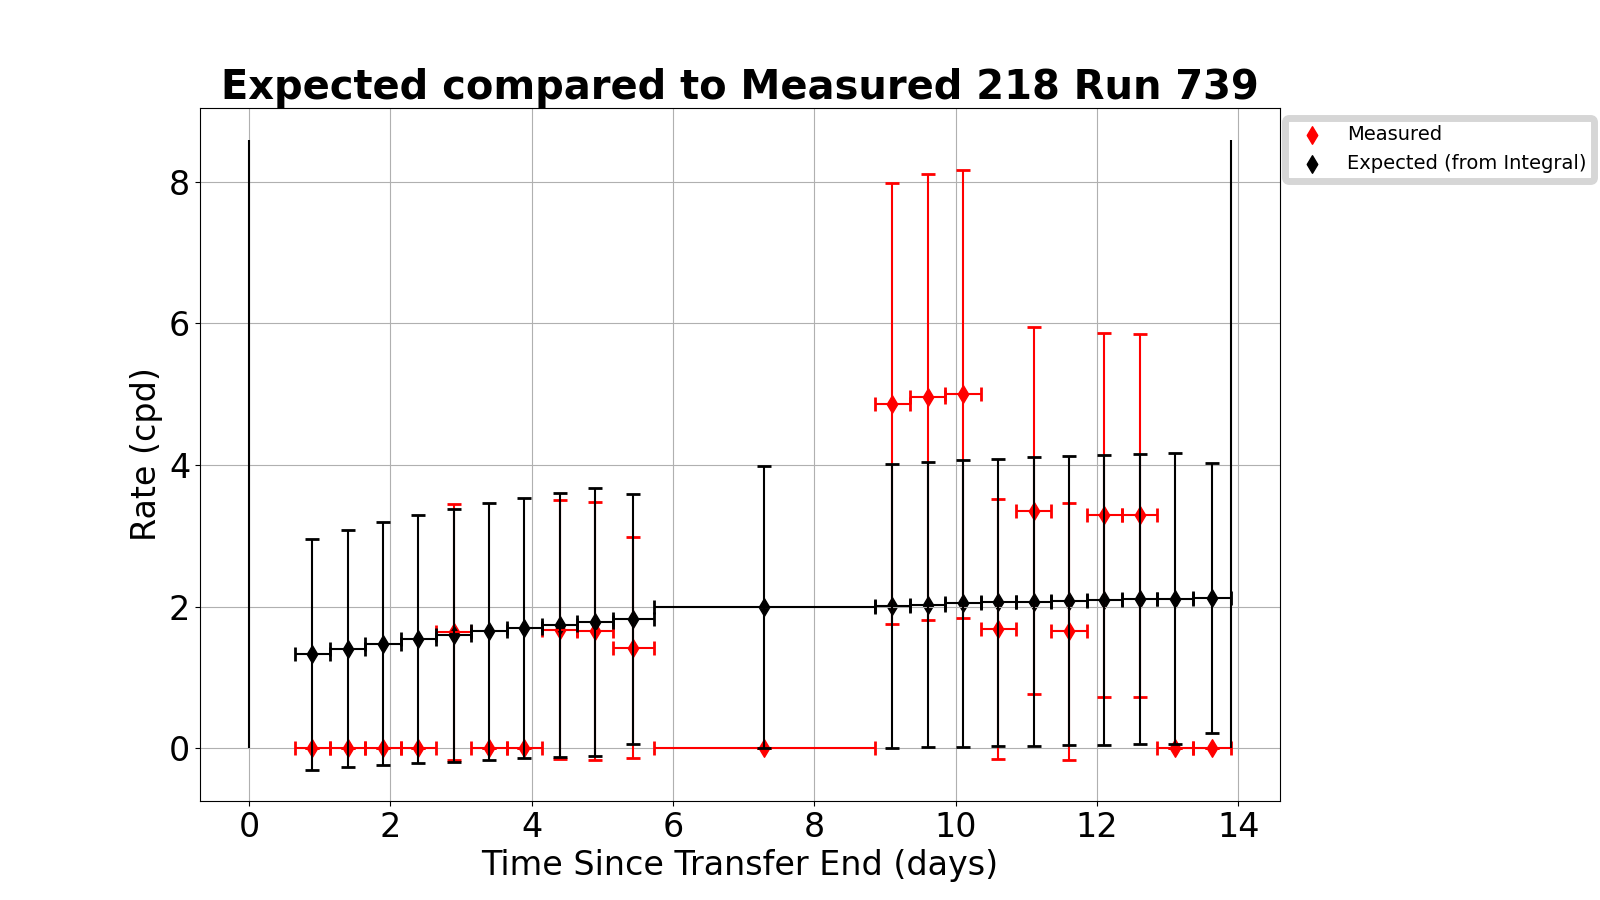 Expected compared to Measured 218 Run 739
Measured
Expected (from Integral)
Rate (cpd)
8
6
4
2
0
0 2 4 6 8 10 12 14
Time Since Transfer End (days)